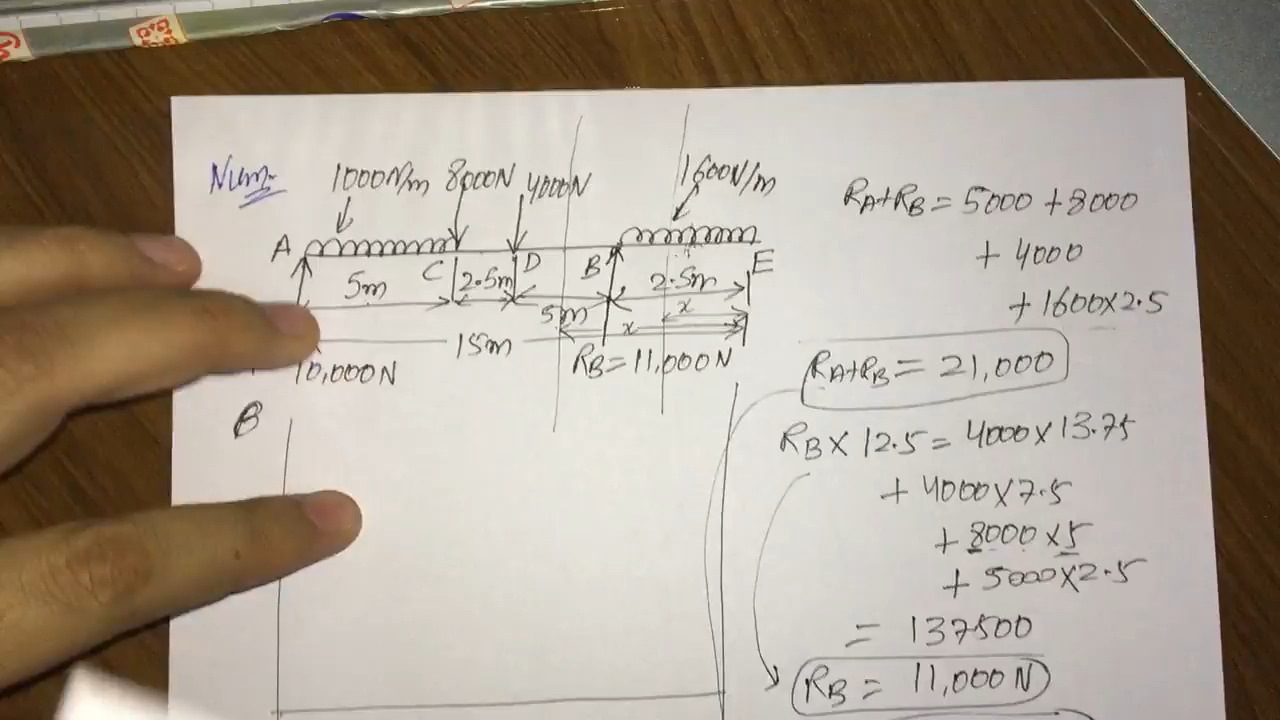 Num-
1000N/m 8000N 4000N 1600N/m
A C D B E
5m 2.5m 5m 2.5m
x x
15m
10,000N RB=11,000N
B
RA+RB = 5000 + 8000
+ 4000
+ 1600×2.5
RA+RB = 21,000
RB × 12.5 = 4000×13.75
+ 4000×7.5
+ 8000×5
+ 5000×2.5
= 137500
RB = 11,000N